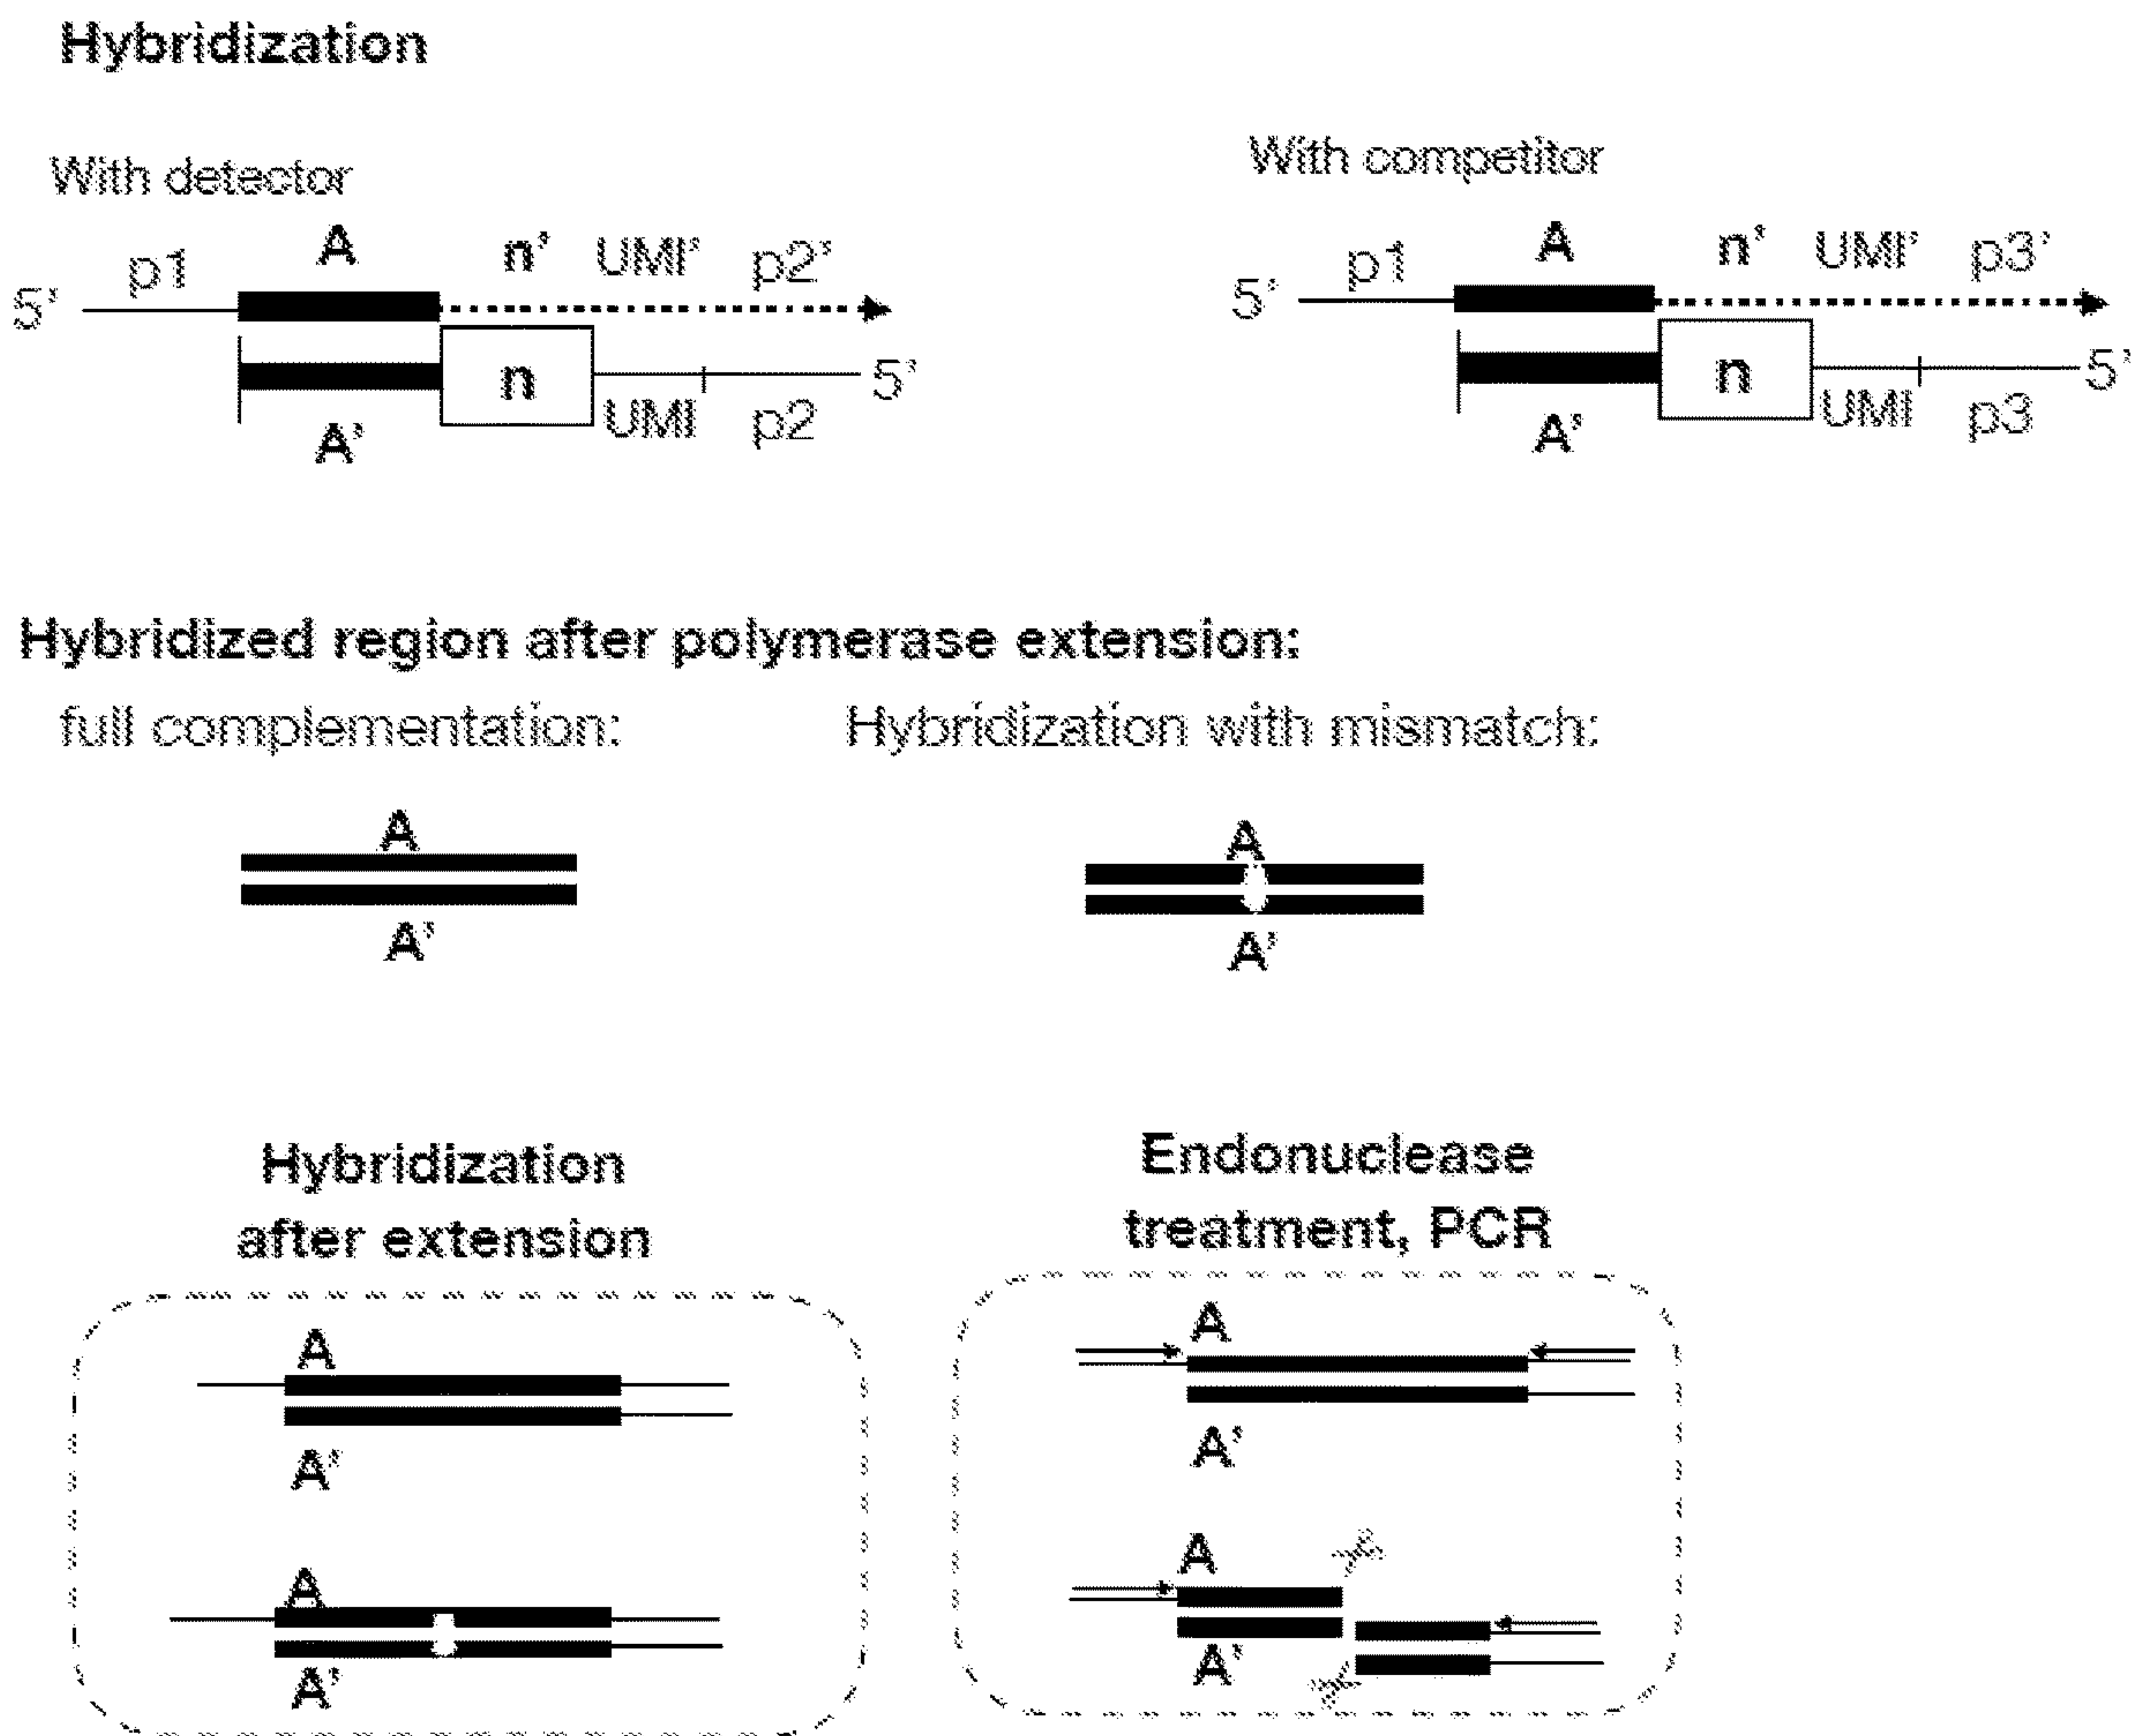 Hybridization
With detector
With competitor
p1 A n’ UMI’ p2’
5’
n
5’
A’ UMI p2
p1 A n’ UMI’ p3’
5’
n
5’
A’ UMI p3
Hybridized region after polymerase extension:
full complementation:
Hybridization with mismatch:
A
A’
A
A’
Hybridization
after extension
Endonuclease
treatment, PCR
A
A’
A
A’
A
A’
A
A’